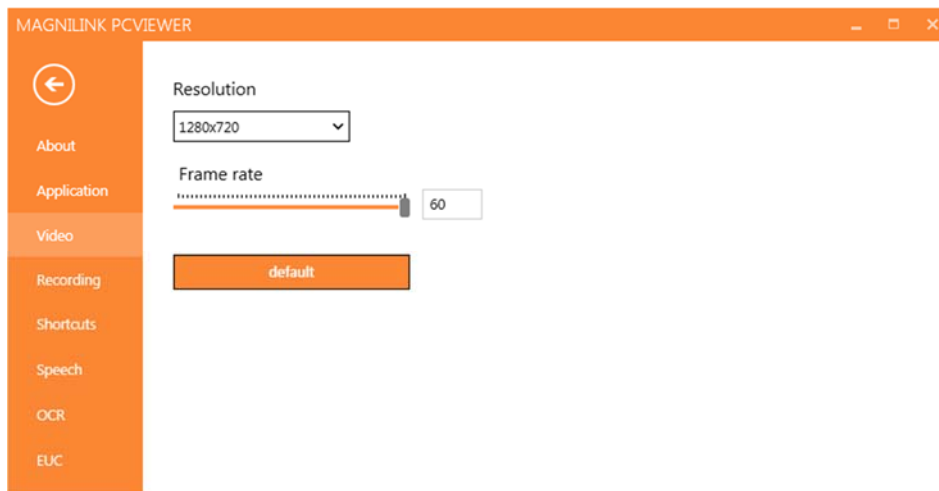 MAGNILINK PCVIEWER
About
Application
Video
Recording
Shortcuts
Speech
OCR
EUC
Resolution
1280x720
Frame rate
60
default